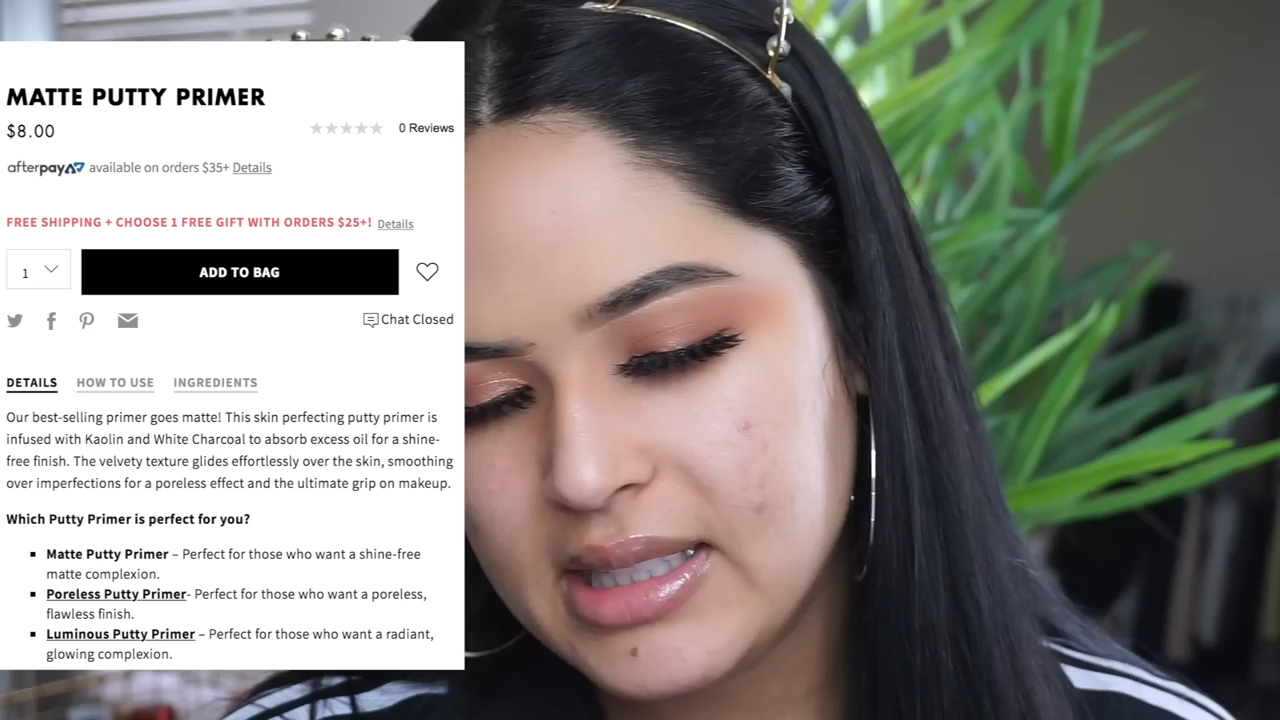 MATTE PUTTY PRIMER
$8.00
0 Reviews
afterpay available on orders $35+ Details
FREE SHIPPING + CHOOSE 1 FREE GIFT WITH ORDERS $25+! Details
1
ADD TO BAG
Chat Closed
DETAILS HOW TO USE INGREDIENTS
Our best-selling primer goes matte! This skin perfecting putty primer is
infused with Kaolin and White Charcoal to absorb excess oil for a shine-
free finish. The velvety texture glides effortlessly over the skin, smoothing
over imperfections for a poreless effect and the ultimate grip on makeup.
Which Putty Primer is perfect for you?
Matte Putty Primer – Perfect for those who want a shine-free
matte complexion.
Poreless Putty Primer- Perfect for those who want a poreless,
flawless finish.
Luminous Putty Primer – Perfect for those who want a radiant,
glowing complexion.